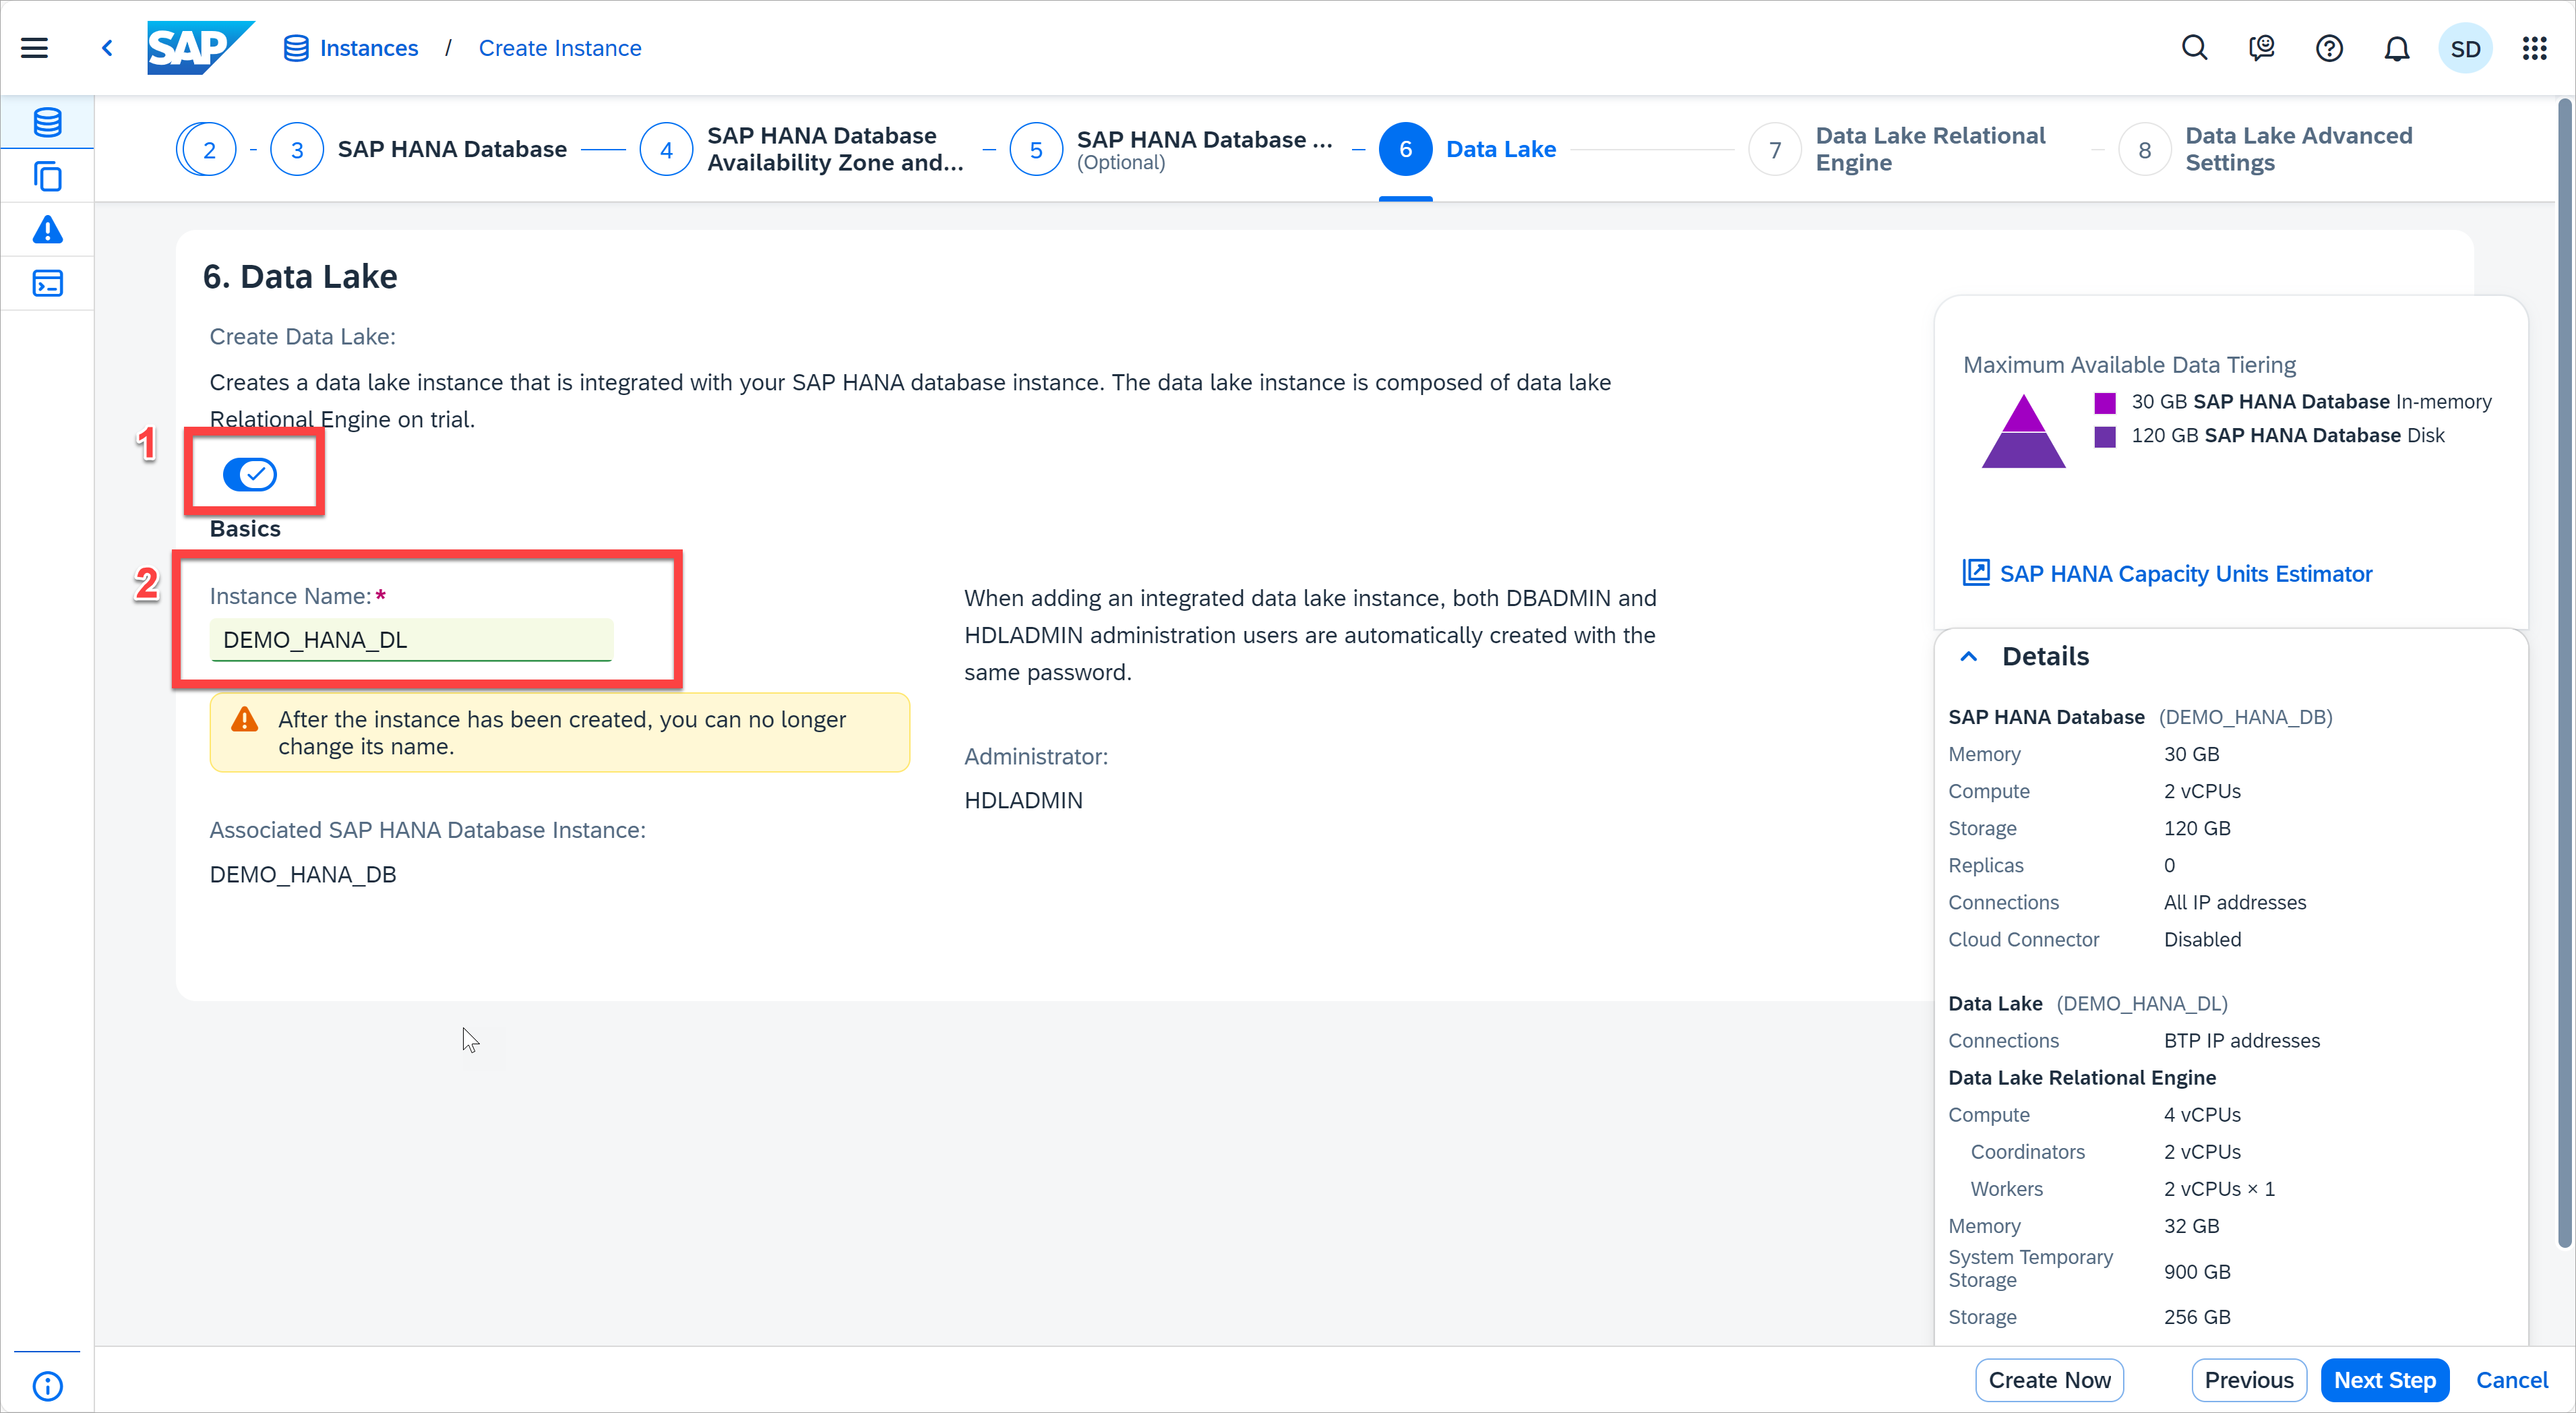 SAP
Instances / Create Instance
SD
2
3 SAP HANA Database
4 SAP HANA Database
Availability Zone and...
5 SAP HANA Database ...
(Optional)
6 Data Lake
7 Data Lake Relational
Engine
8 Data Lake Advanced
Settings
6. Data Lake
Create Data Lake:
Creates a data lake instance that is integrated with your SAP HANA database instance. The data lake instance is composed of data lake
Relational Engine on trial.
1
Basics
2
Instance Name:*
DEMO_HANA_DL
After the instance has been created, you can no longer
change its name.
Associated SAP HANA Database Instance:
DEMO_HANA_DB
When adding an integrated data lake instance, both DBADMIN and
HDLADMIN administration users are automatically created with the
same password.
Administrator:
HDLADMIN
Maximum Available Data Tiering
30 GB SAP HANA Database In-memory
120 GB SAP HANA Database Disk
SAP HANA Capacity Units Estimator
Details
SAP HANA Database (DEMO_HANA_DB)
Memory 30 GB
Compute 2 vCPUs
Storage 120 GB
Replicas 0
Connections All IP addresses
Cloud Connector Disabled
Data Lake (DEMO_HANA_DL)
Connections BTP IP addresses
Data Lake Relational Engine
Compute 4 vCPUs
Coordinators 2 vCPUs
Workers 2 vCPUs × 1
Memory 32 GB
System Temporary
Storage 900 GB
Storage 256 GB
Create Now Previous Next Step Cancel